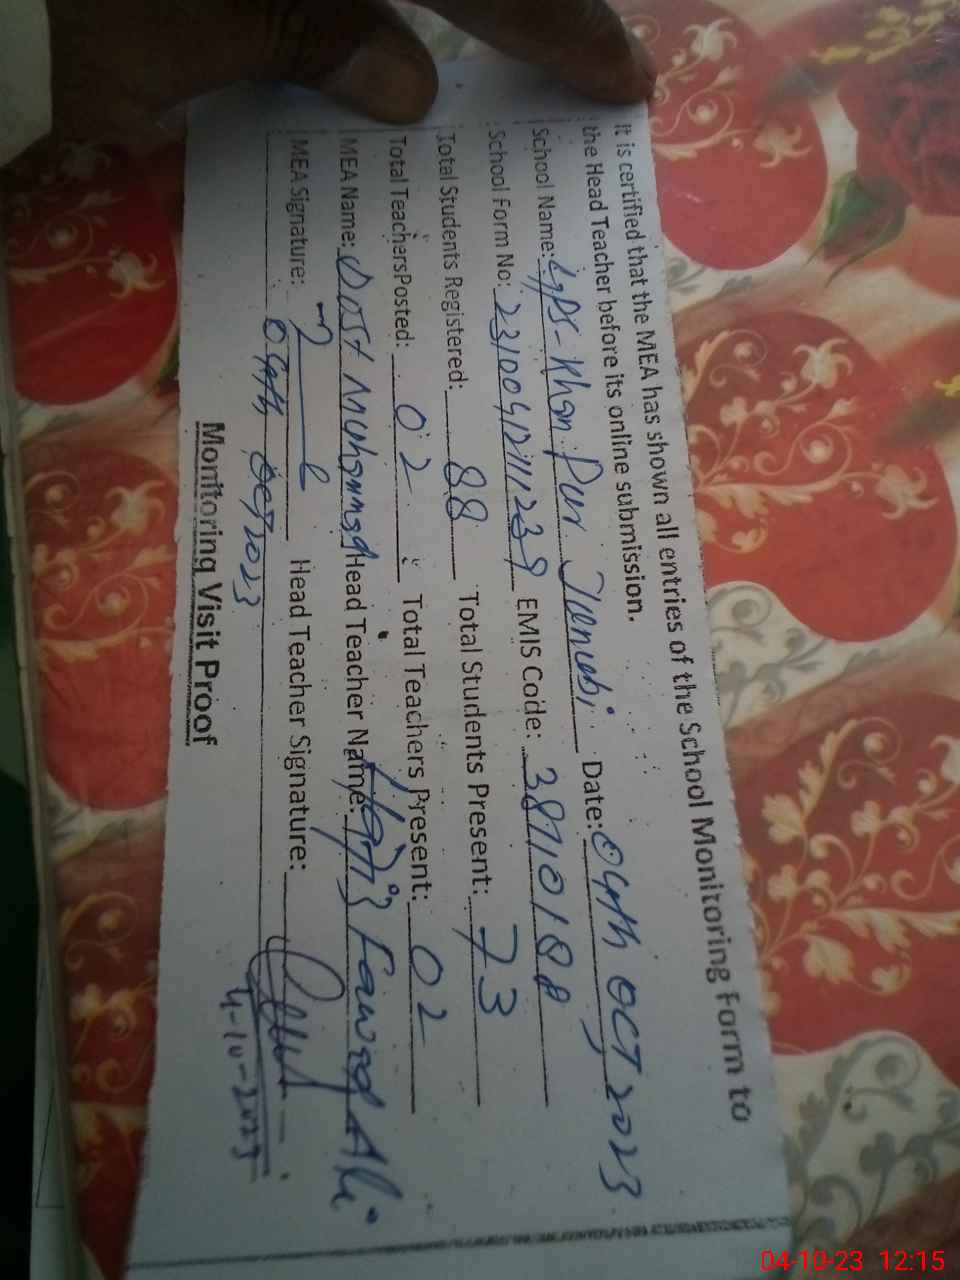 It is certified that the MEA has shown all entries of the School Monitoring Form to
the Head Teacher before its online submission.
School Name: GPS-Khan Pur Janubi Date: 04th OCT, 2023
School Form No: Emis Code: 38710188
Total Students Registered: 88 Total Students Present: 73
Total TeachersPosted: 02 Total Teachers Present: 02
MEA Name: Dost Muhammad Head Teacher Name: Fawad Ali
MEA Signature: Head Teacher Signature:
04th OCT 2023 4-10-2023
Monitoring Visit Proof
04-10-23 12:15